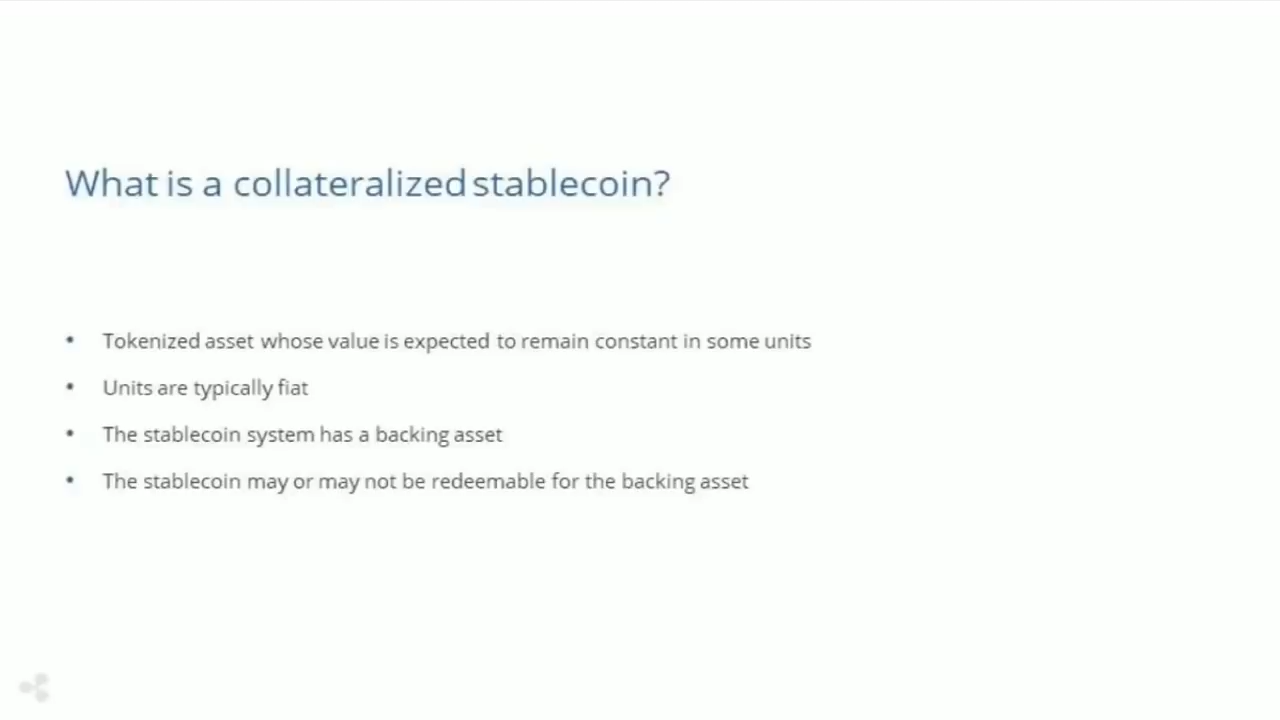 What is a collateralized stablecoin?
• Tokenized asset whose value is expected to remain constant in some units
• Units are typically fiat
• The stablecoin system has a backing asset
• The stablecoin may or may not be redeemable for the backing asset